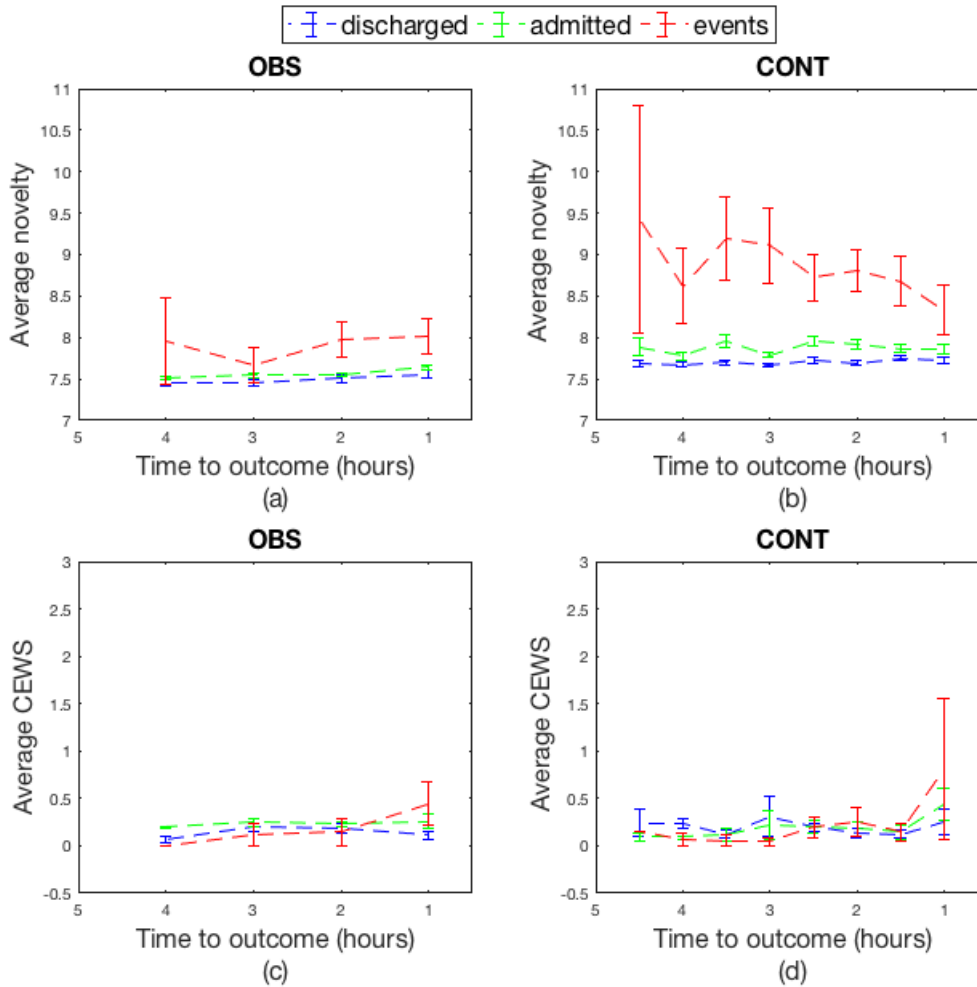 discharged admitted events
OBS
CONT
11
10.5
10
9.5
9
8.5
8
7.5
7
Average novelty
5 4 3 2 1
Time to outcome (hours)
(a)
11
10.5
10
9.5
9
8.5
8
7.5
7
Average novelty
5 4 3 2 1
Time to outcome (hours)
(b)
OBS
CONT
3
2.5
2
1.5
1
0.5
0
-0.5
Average CEWS
5 4 3 2 1
Time to outcome (hours)
(c)
3
2.5
2
1.5
1
0.5
0
-0.5
Average CEWS
5 4 3 2 1
Time to outcome (hours)
(d)